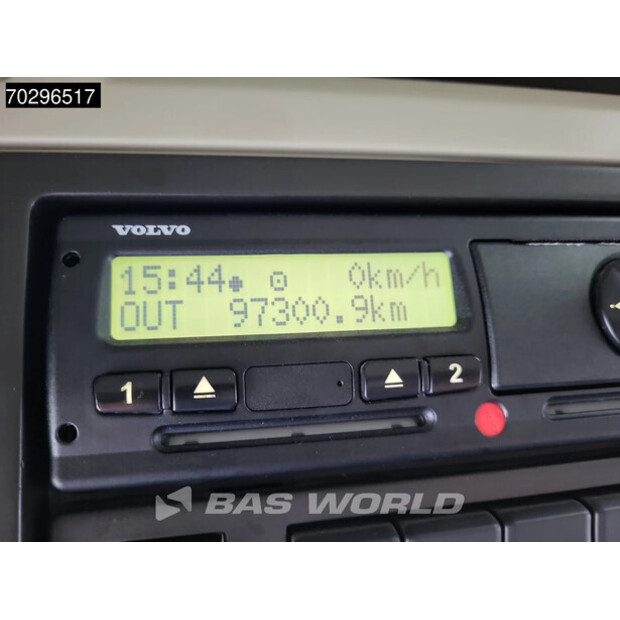 70296517
VOLVO
15:44 0km/h
OUT 97300.9km
1 2
BAS WORLD